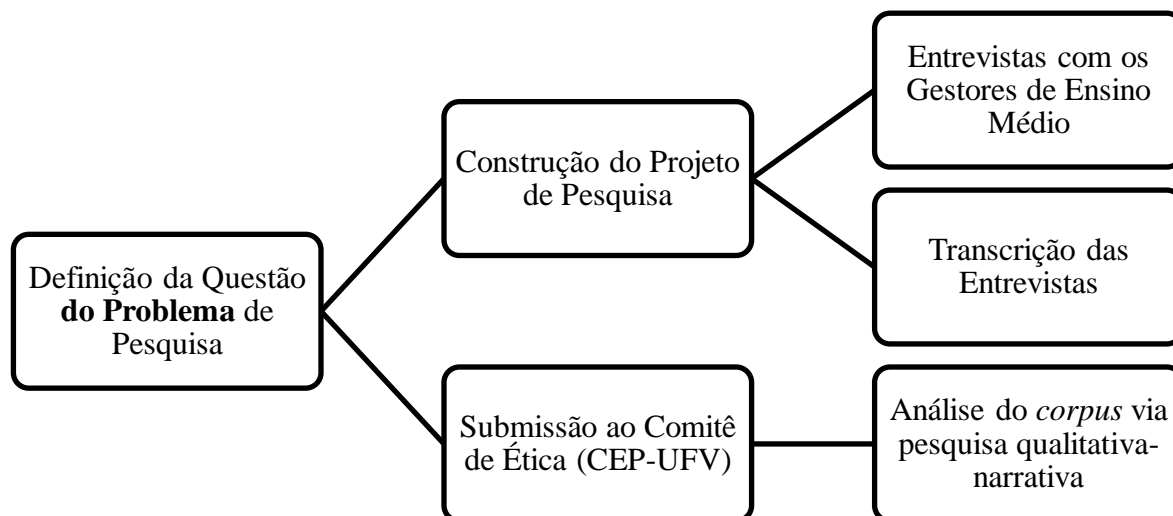 Definição da Questão
do Problema de
Pesquisa
Construção do Projeto
de Pesquisa
Submissão ao Comitê
de Ética (CEP-UFV)
Entrevistas com os
Gestores de Ensino
Médio
Transcrição das
Entrevistas
Análise do corpus via
pesquisa qualitativa-
narrativa